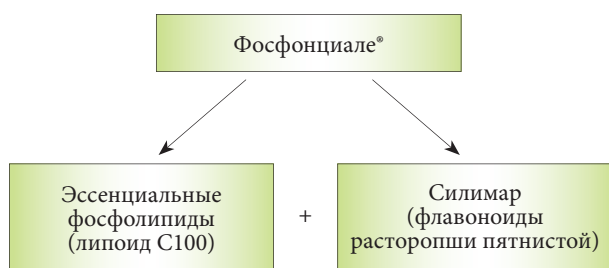 Фосфонциале®
Эссенциальные
фосфолипиды
(липоид С100)
+
Силимар
(флавоноиды
расторопши пятнистой)